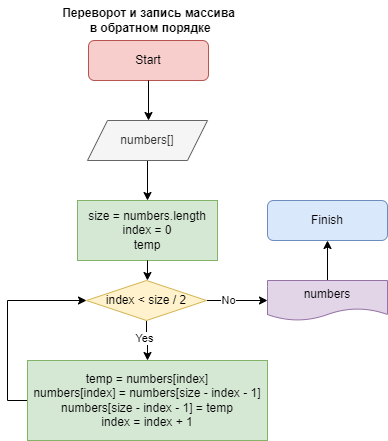 Переворот и запись массива
в обратном порядке
Start
numbers[]
size = numbers.length
index = 0
temp
index < size / 2
No
numbers
Finish
Yes
temp = numbers[index]
numbers[index] = numbers[size - index - 1]
numbers[size - index - 1] = temp
index = index + 1